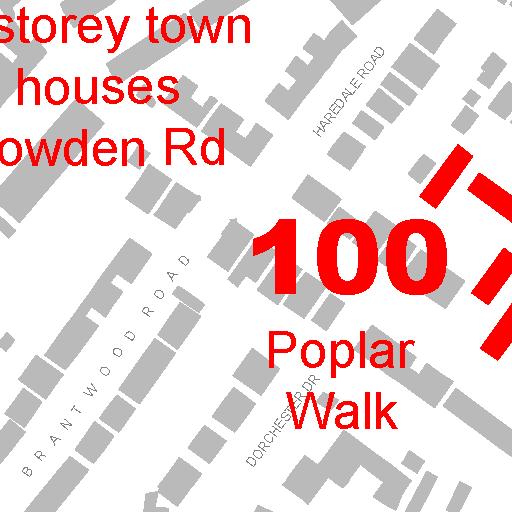 storey town
houses
owden Rd
HAREDALE ROAD
100
Poplar
Walk
BRANTWOOD ROAD
DORCHESTER DR